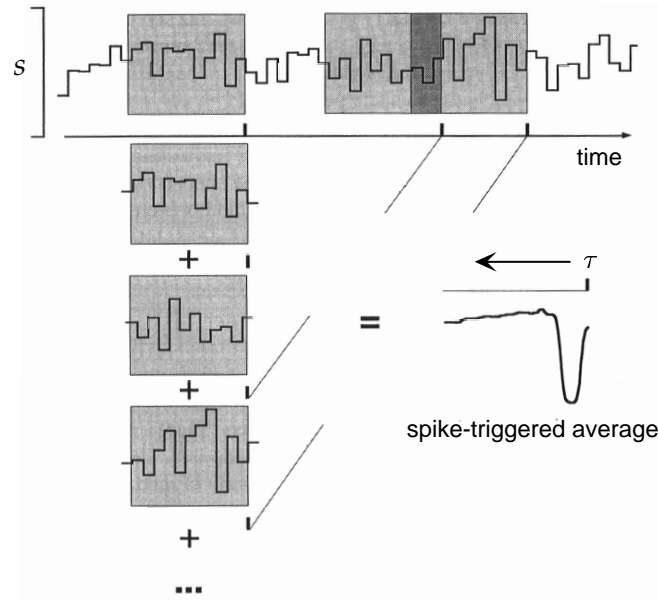 s
time
+
τ
+
=
spike-triggered average
+
...